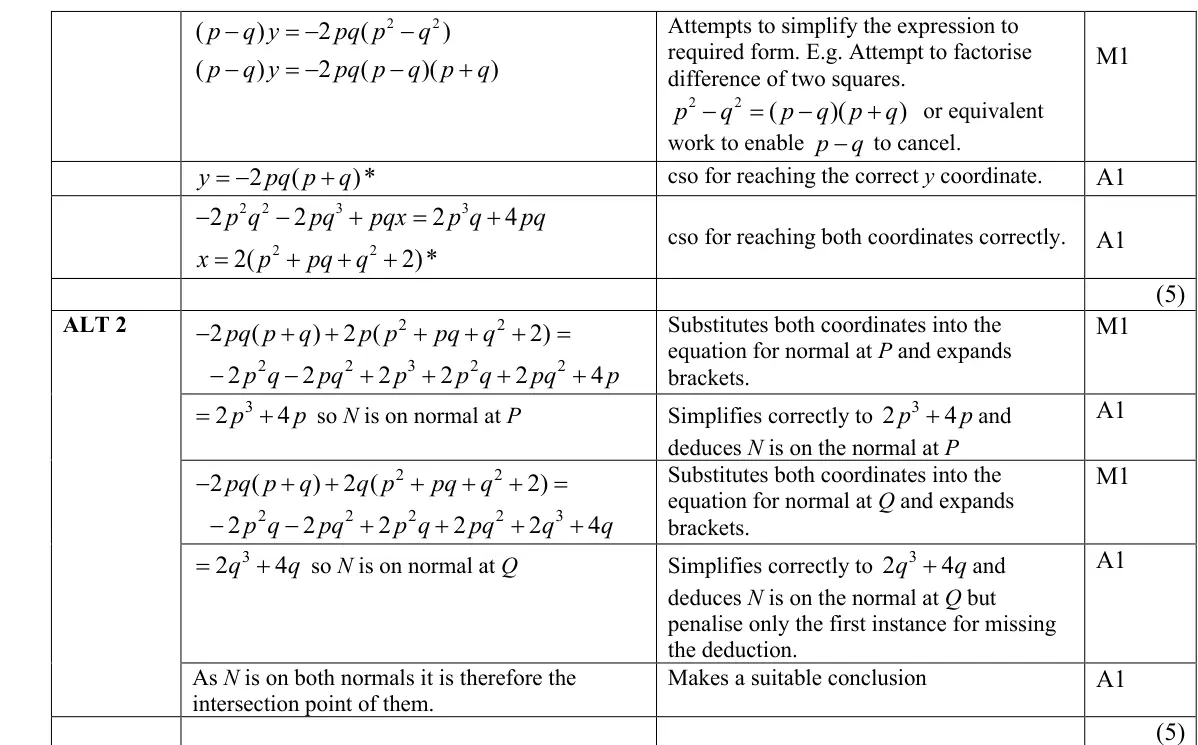 (p − q)y = −2pq(p² − q²)
(p − q)y = −2pq(p − q)(p + q)
Attempts to simplify the expression to
required form. E.g. Attempt to factorise
difference of two squares.
p² − q² = (p − q)(p + q) or equivalent
work to enable p − q to cancel.
M1
y = −2pq(p + q)*
cso for reaching the correct y coordinate.
A1
−2p²q² − 2pq³ + pqx = 2p³q + 4pq
x = 2(p² + pq + q² + 2)*
cso for reaching both coordinates correctly.
A1
(5)
ALT 2
−2pq(p + q) + 2p(p² + pq + q² + 2) =
−2p²q − 2pq² + 2p³ + 2p²q + 2pq² + 4p
Substitutes both coordinates into the
equation for normal at P and expands
brackets.
M1
= 2p³ + 4p so N is on normal at P
Simplifies correctly to 2p³ + 4p and
deduces N is on the normal at P
A1
−2pq(p + q) + 2q(p² + pq + q² + 2) =
−2p²q − 2pq² + 2p²q + 2pq² + 2q³ + 4q
Substitutes both coordinates into the
equation for normal at Q and expands
brackets.
M1
= 2q³ + 4q so N is on normal at Q
Simplifies correctly to 2q³ + 4q and
deduces N is on the normal at Q but
penalise only the first instance for missing
the deduction.
A1
As N is on both normals it is therefore the
intersection point of them.
Makes a suitable conclusion
A1
(5)